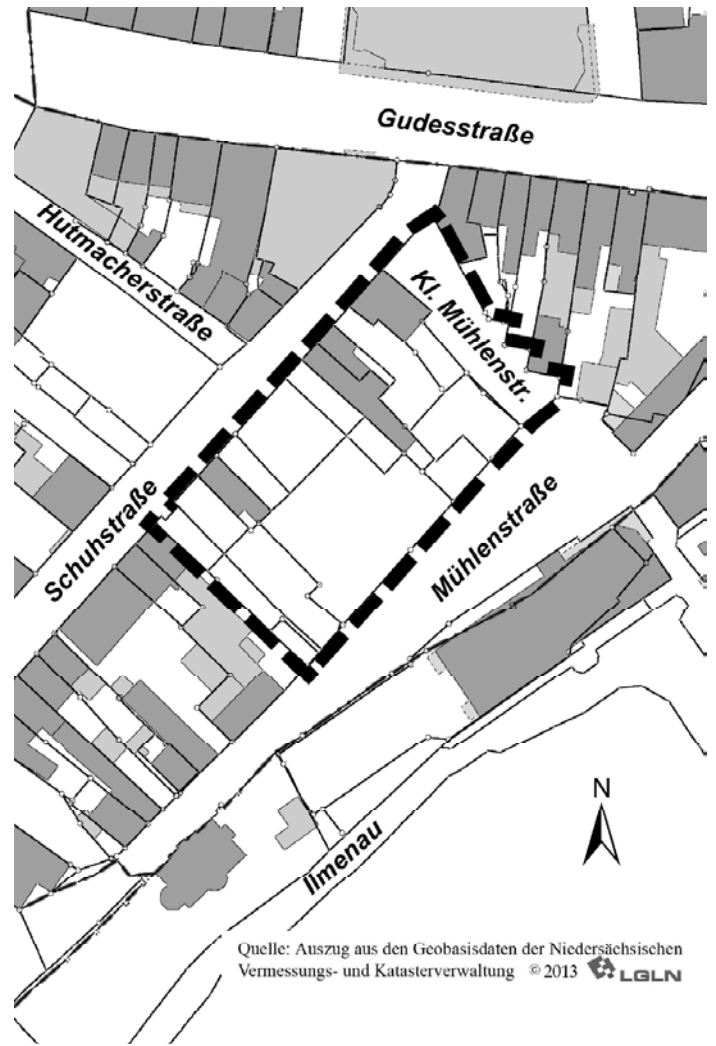 Gudesstraße
Hutmacherstraße
Kl. Mühlenstr.
Schuhstraße
Mühlenstraße
N
Ilmenau
Quelle: Auszug aus den Geobasisdaten der Niedersächsischen
Vermessungs- und Katasterverwaltung © 2013 LGLN